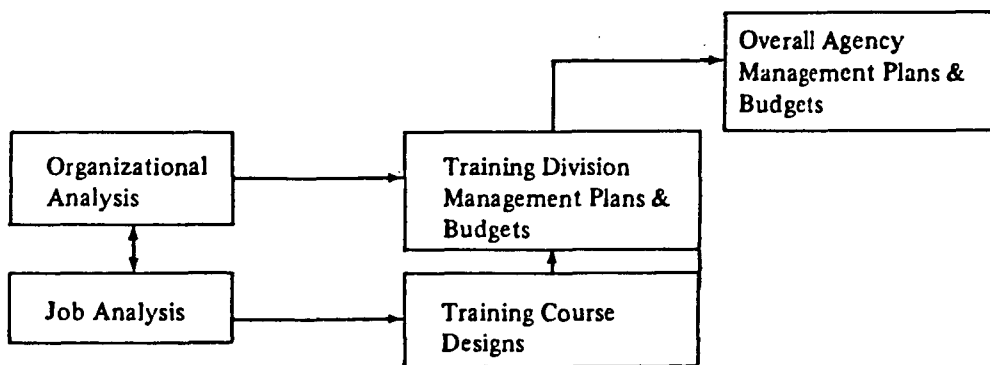 Overall Agency
Management Plans &
Budgets
Organizational
Analysis
Training Division
Management Plans &
Budgets
Job Analysis
Training Course
Designs